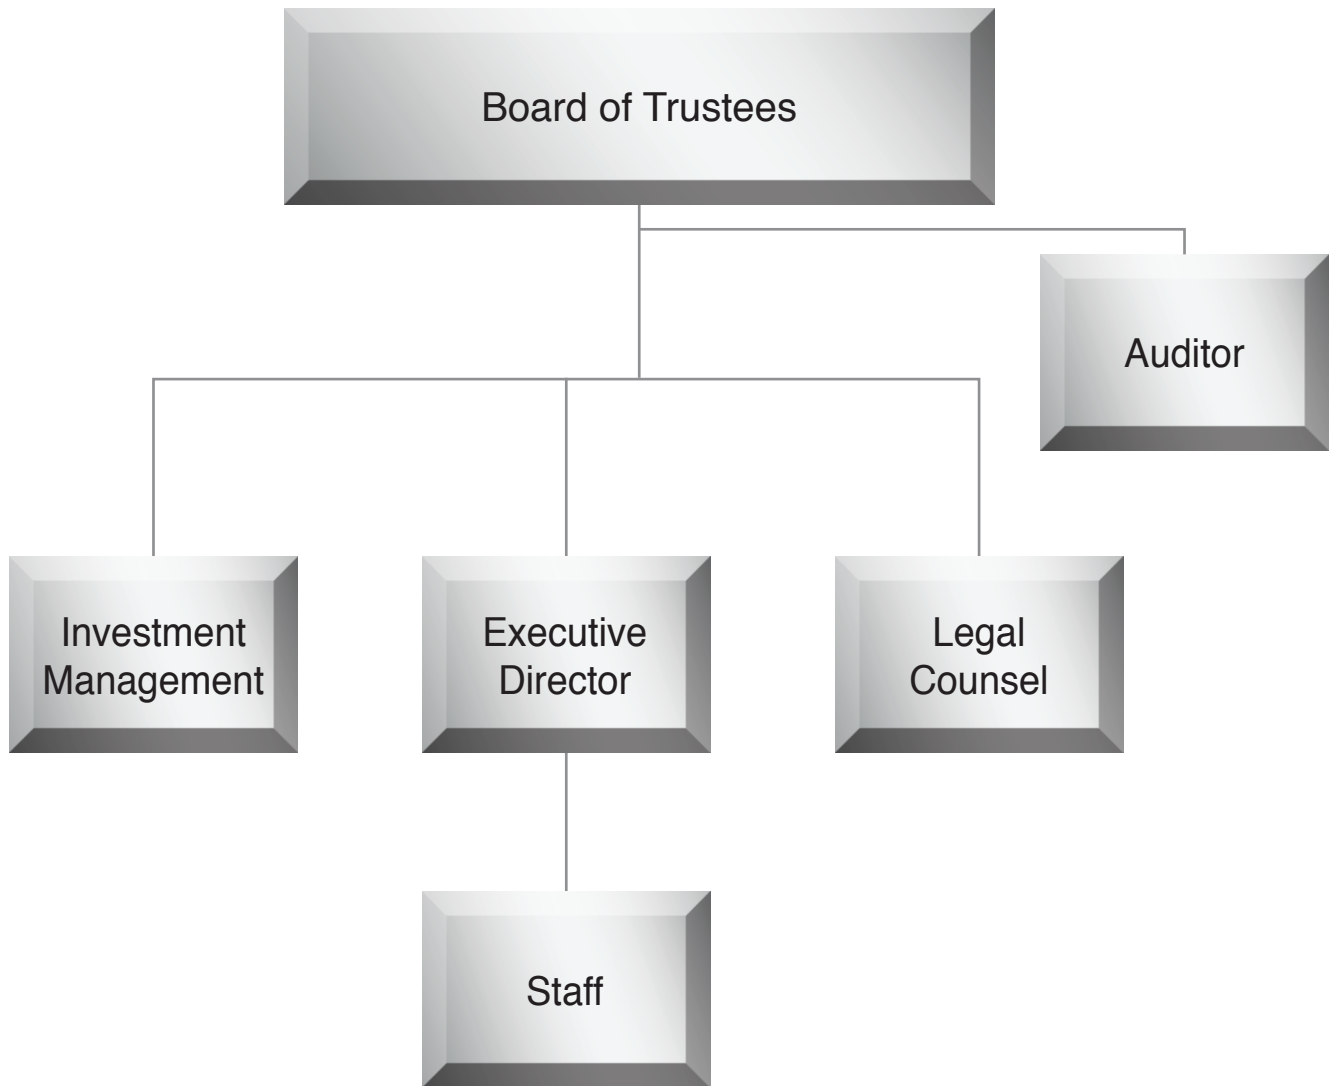 Board of Trustees
Auditor
Investment
Management
Executive
Director
Legal
Counsel
Staff